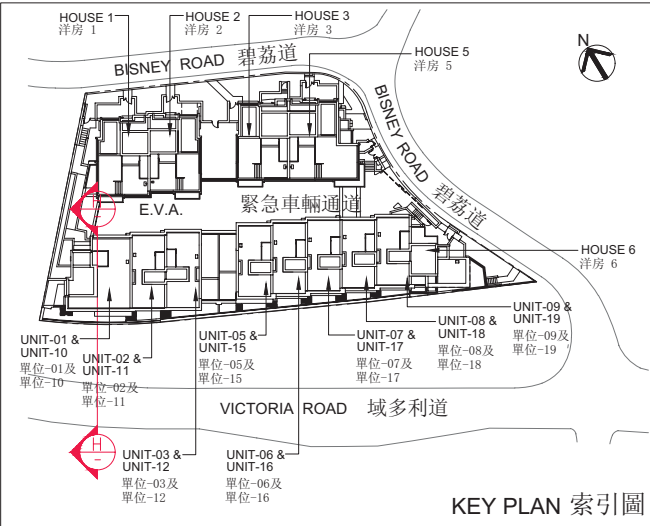 HOUSE 1
洋房 1
HOUSE 2
洋房 2
HOUSE 3
洋房 3
HOUSE 5
洋房 5
BISNEY ROAD 碧荔道
N
BISNEY ROAD 碧荔道
E.V.A.
緊急車輛通道
HOUSE 6
洋房 6
UNIT-01 &
UNIT-10
單位-01及
單位-10
UNIT-02 &
UNIT-11
單位-02及
單位-11
UNIT-05 &
UNIT-15
單位-05及
單位-15
UNIT-07 &
UNIT-17
單位-07及
單位-17
UNIT-08 &
UNIT-18
單位-08及
單位-18
UNIT-09 &
UNIT-19
單位-09及
單位-19
VICTORIA ROAD 域多利道
H
UNIT-03 &
UNIT-12
單位-03及
單位-12
UNIT-06 &
UNIT-16
單位-06及
單位-16
KEY PLAN 索引圖